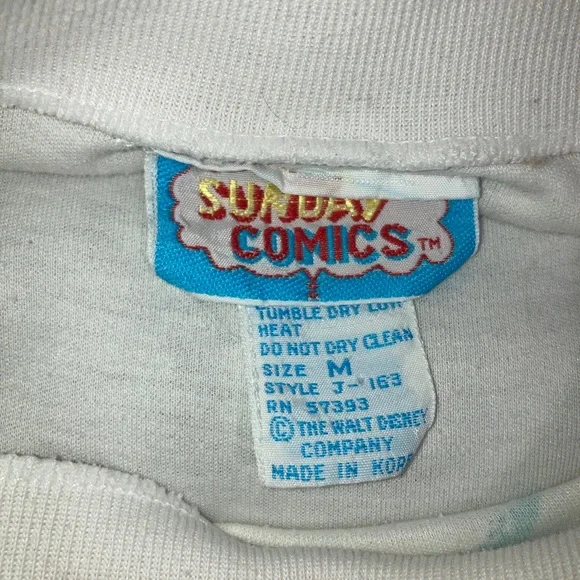 SUNDAY
COMICS™
TUMBLE DRY LOW
HEAT
DO NOT DRY CLEAN
SIZE M
STYLE J-163
RN 57393
© THE WALT DISNEY
COMPANY
MADE IN KOR